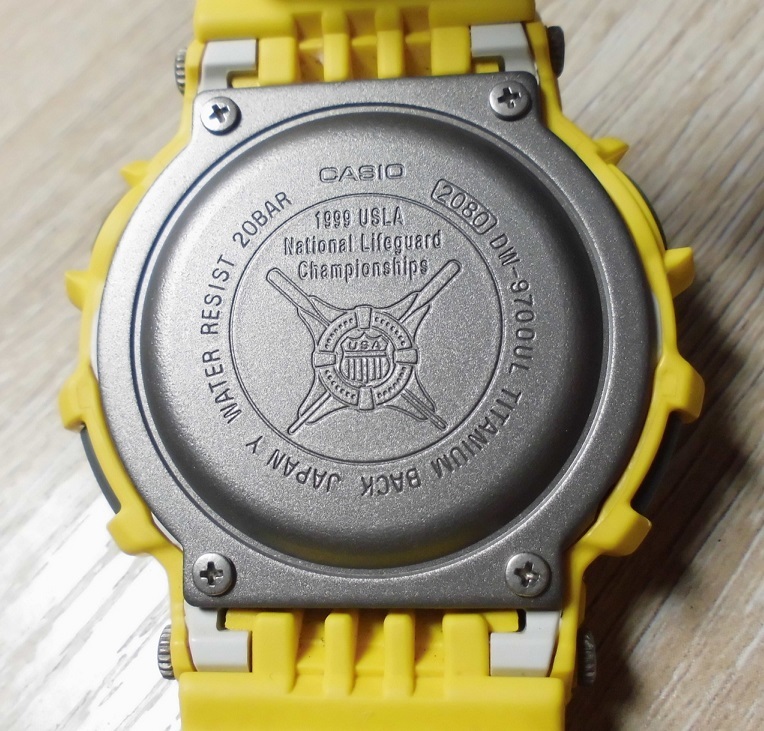 CASIO
2080 DW-9700UL TITANIUM BACK JAPAN Y WATER RESIST 20BAR
1999 USLA
National Lifeguard
Championships
USA